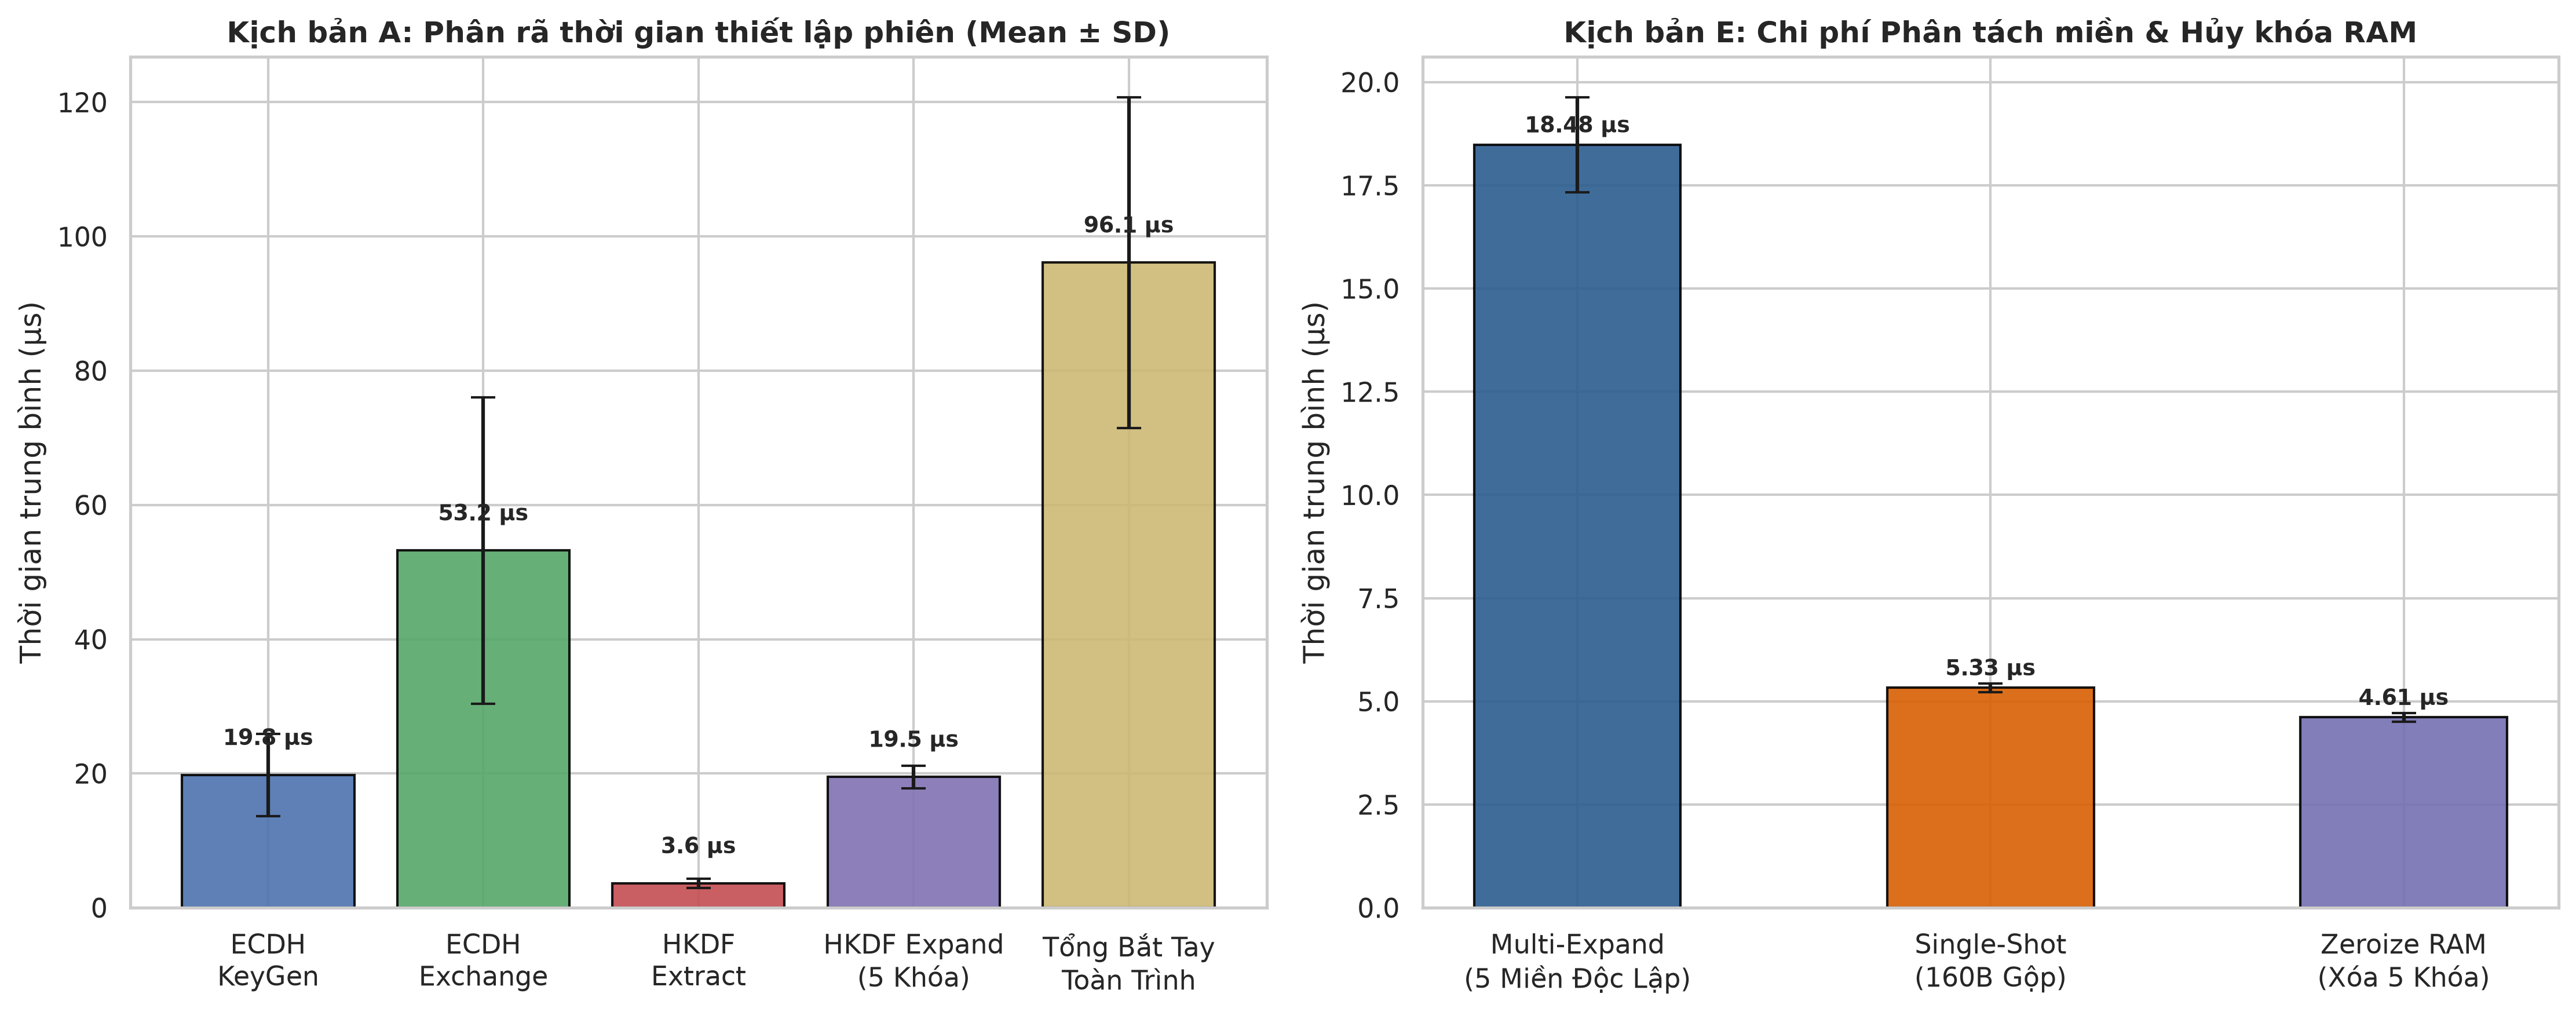 Kịch bản A: Phân rã thời gian thiết lập phiên (Mean ± SD)
Thời gian trung bình (µs)
120
100
80
60
40
20
0
19.8 µs
53.2 µs
3.6 µs
19.5 µs
96.1 µs
ECDH
KeyGen
ECDH
Exchange
HKDF
Extract
HKDF Expand
(5 Khóa)
Tổng Bắt Tay
Toàn Trình
Kịch bản E: Chi phí Phân tách miền & Hủy khóa RAM
Thời gian trung bình (µs)
20.0
17.5
15.0
12.5
10.0
7.5
5.0
2.5
0.0
18.48 µs
5.33 µs
4.61 µs
Multi-Expand
(5 Miền Độc Lập)
Single-Shot
(160B Gộp)
Zeroize RAM
(Xóa 5 Khóa)